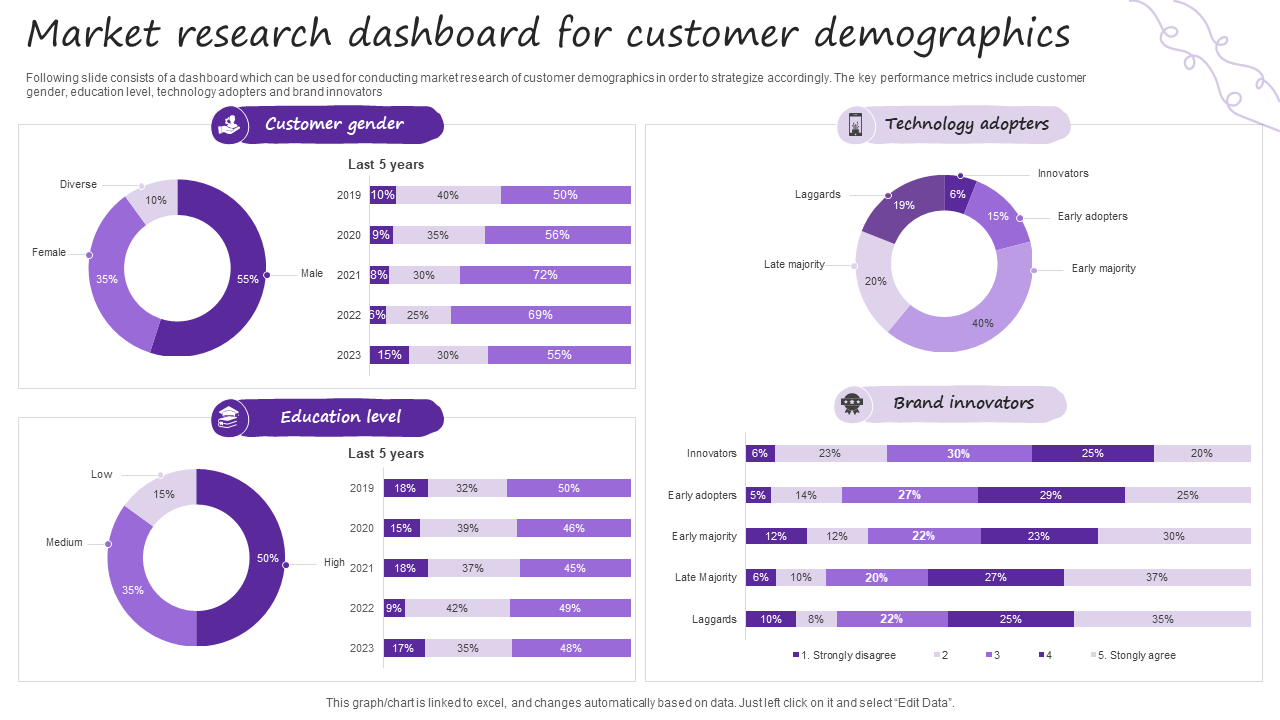 Market research dashboard for customer demographics
Following slide consists of a dashboard which can be used for conducting market research of customer demographics in order to strategize accordingly. The key performance metrics include customer
gender, education level, technology adopters and brand innovators
Customer gender
Diverse
10%
Female
35%
55%
Male
Last 5 years
2019 10% 40% 50%
2020 9% 35% 56%
2021 8% 30% 72%
2022 6% 25% 69%
2023 15% 30% 55%
Education level
Low
15%
Medium
35%
50%
High
Last 5 years
2019 18% 32% 50%
2020 15% 39% 46%
2021 18% 37% 45%
2022 9% 42% 49%
2023 17% 35% 48%
Technology adopters
Innovators
6%
Laggards
19%
15%
Early adopters
Late majority
20%
Early majority
40%
Brand innovators
Innovators 6% 23% 30% 25% 20%
Early adopters 5% 14% 27% 29% 25%
Early majority 12% 12% 22% 23% 30%
Late Majority 6% 10% 20% 27% 37%
Laggards 10% 8% 22% 25% 35%
1. Strongly disagree 2 3 4 5. Stongly agree
This graph/chart is linked to excel, and changes automatically based on data. Just left click on it and select “Edit Data”.